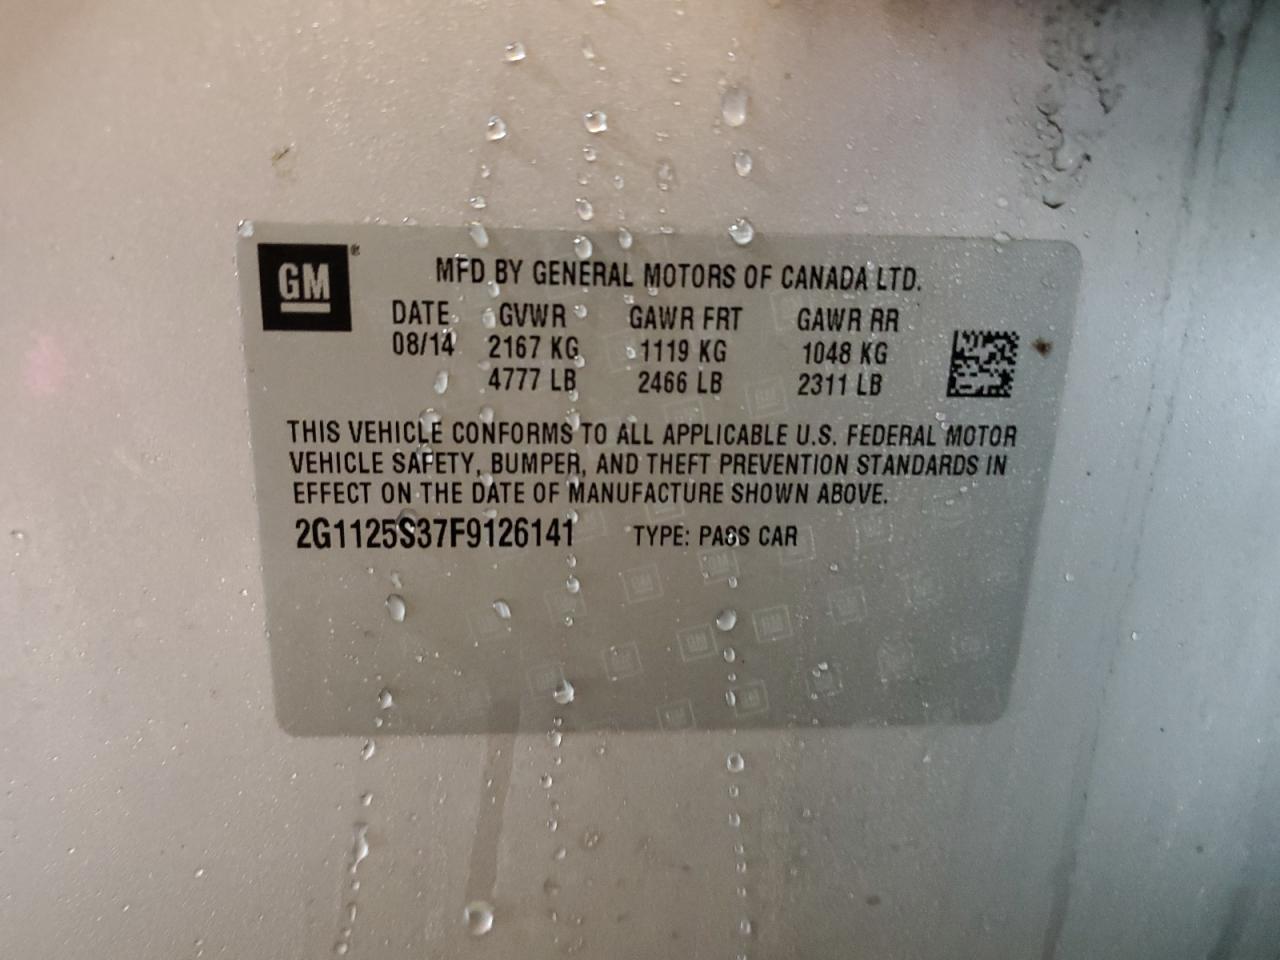 GM®
MFD BY GENERAL MOTORS OF CANADA LTD.
DATE GVWR GAWR FRT GAWR RR
08/14 2167 KG 1119 KG 1048 KG
4777 LB 2466 LB 2311 LB
THIS VEHICLE CONFORMS TO ALL APPLICABLE U.S. FEDERAL MOTOR
VEHICLE SAFETY, BUMPER, AND THEFT PREVENTION STANDARDS IN
EFFECT ON THE DATE OF MANUFACTURE SHOWN ABOVE.
2G1125S37F9126141 TYPE: PASS CAR